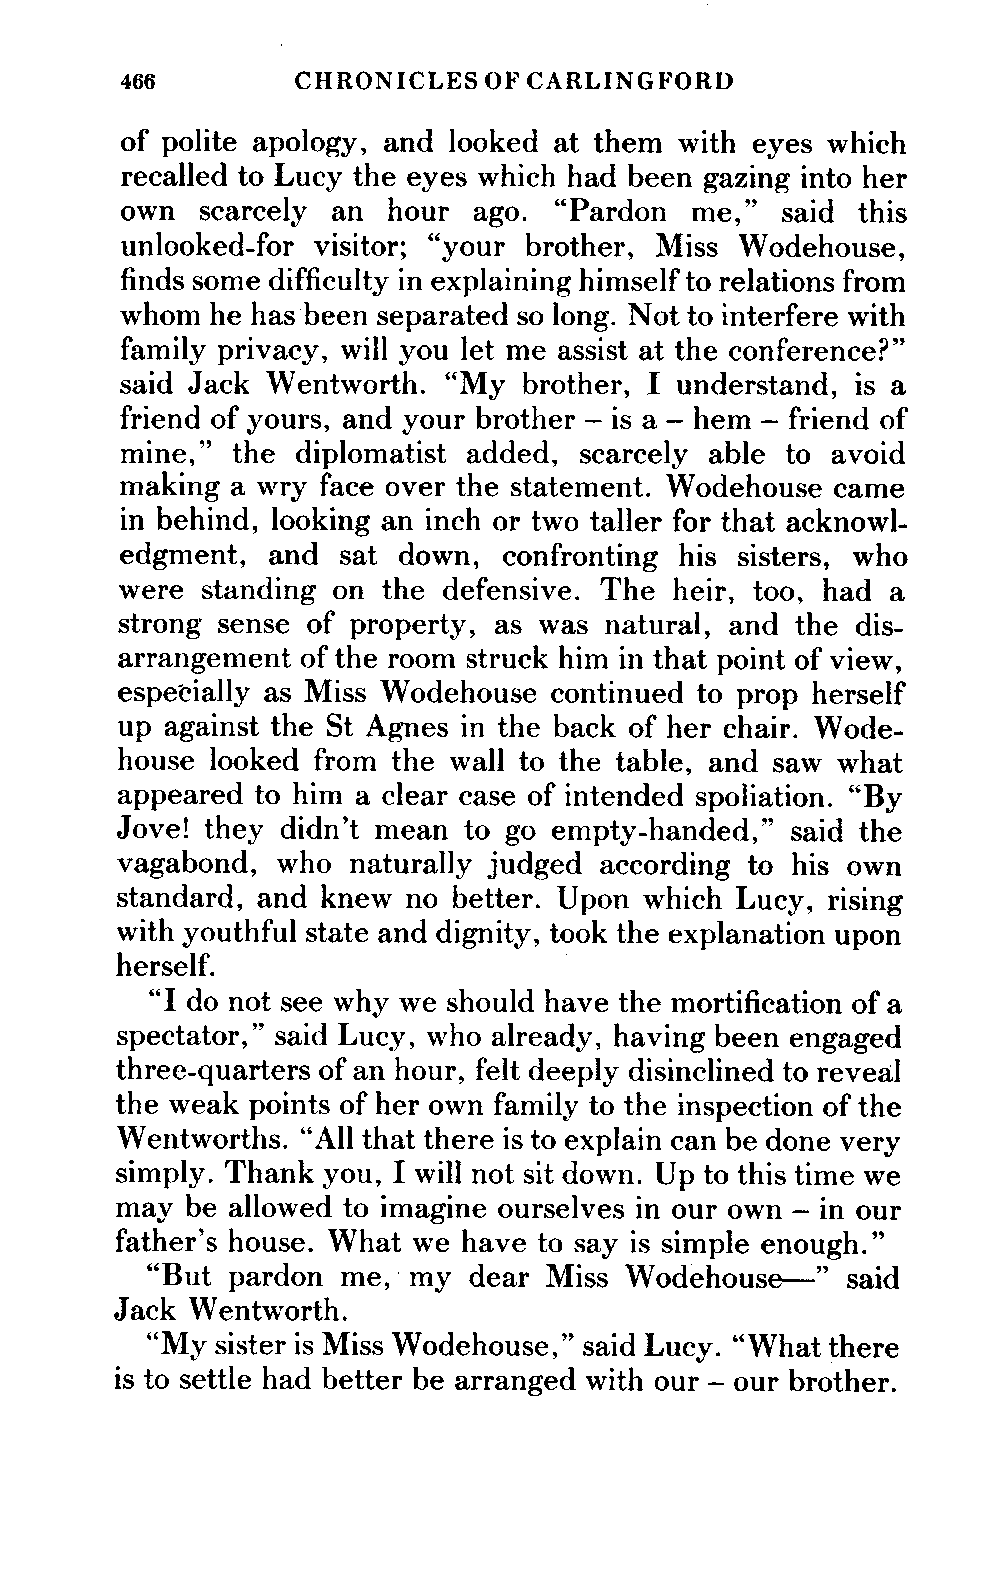 466 CHRONICLES OF CARLINGFORD
of polite apology, and looked at them with eyes which
recalled to Lucy the eyes which had been gazing into her
own scarcely an hour ago. “Pardon me,” said this
unlooked-for visitor; “your brother, Miss Wodehouse,
finds some difficulty in explaining himself to relations from
whom he has been separated so long. Not to interfere with
family privacy, will you let me assist at the conference?”
said Jack Wentworth. “My brother, I understand, is a
friend of yours, and your brother – is a – hem – friend of
mine,” the diplomatist added, scarcely able to avoid
making a wry face over the statement. Wodehouse came
in behind, looking an inch or two taller for that acknowl-
edgment, and sat down, confronting his sisters, who
were standing on the defensive. The heir, too, had a
strong sense of property, as was natural, and the dis-
arrangement of the room struck him in that point of view,
especially as Miss Wodehouse continued to prop herself
up against the St Agnes in the back of her chair. Wode-
house looked from the wall to the table, and saw what
appeared to him a clear case of intended spoliation. “By
Jove! they didn’t mean to go empty-handed,” said the
vagabond, who naturally judged according to his own
standard, and knew no better. Upon which Lucy, rising
with youthful state and dignity, took the explanation upon
herself.
“I do not see why we should have the mortification of a
spectator,” said Lucy, who already, having been engaged
three-quarters of an hour, felt deeply disinclined to reveal
the weak points of her own family to the inspection of the
Wentworths. “All that there is to explain can be done very
simply. Thank you, I will not sit down. Up to this time we
may be allowed to imagine ourselves in our own – in our
father’s house. What we have to say is simple enough.”
“But pardon me, my dear Miss Wodehouse—” said
Jack Wentworth.
“My sister is Miss Wodehouse,” said Lucy. “What there
is to settle had better be arranged with our – our brother.